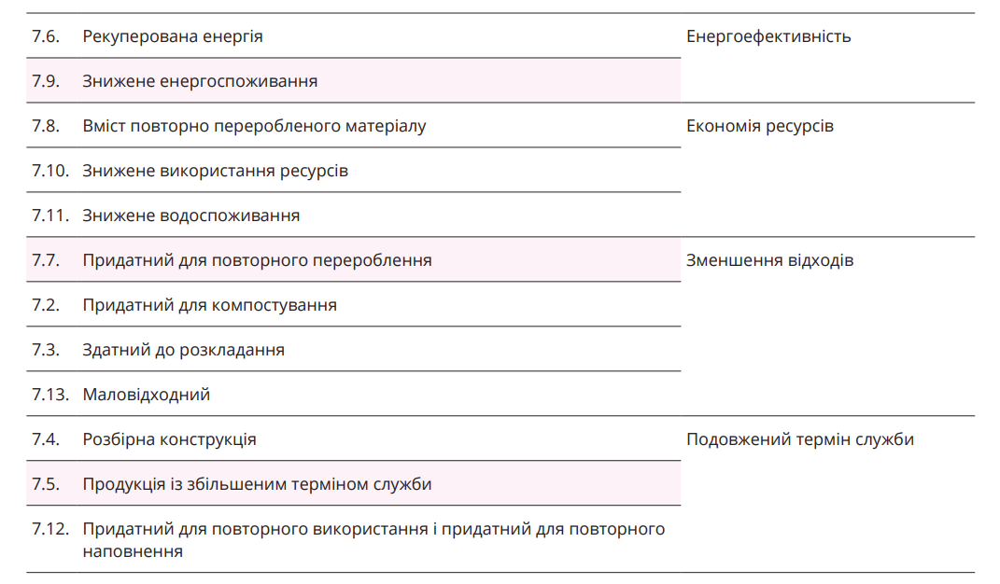 7.6. Рекуперована енергія Енергоефективність
7.9. Знижене енергоспоживання
7.8. Вміст повторно переробленого матеріалу Економія ресурсів
7.10. Знижене використання ресурсів
7.11. Знижене водоспоживання
7.7. Придатний для повторного перероблення Зменшення відходів
7.2. Придатний для компостування
7.3. Здатний до розкладання
7.13. Маловідходний
7.4. Розбірна конструкція Подовжений термін служби
7.5. Продукція із збільшеним терміном служби
7.12. Придатний для повторного використання і придатний для повторного
наповнення